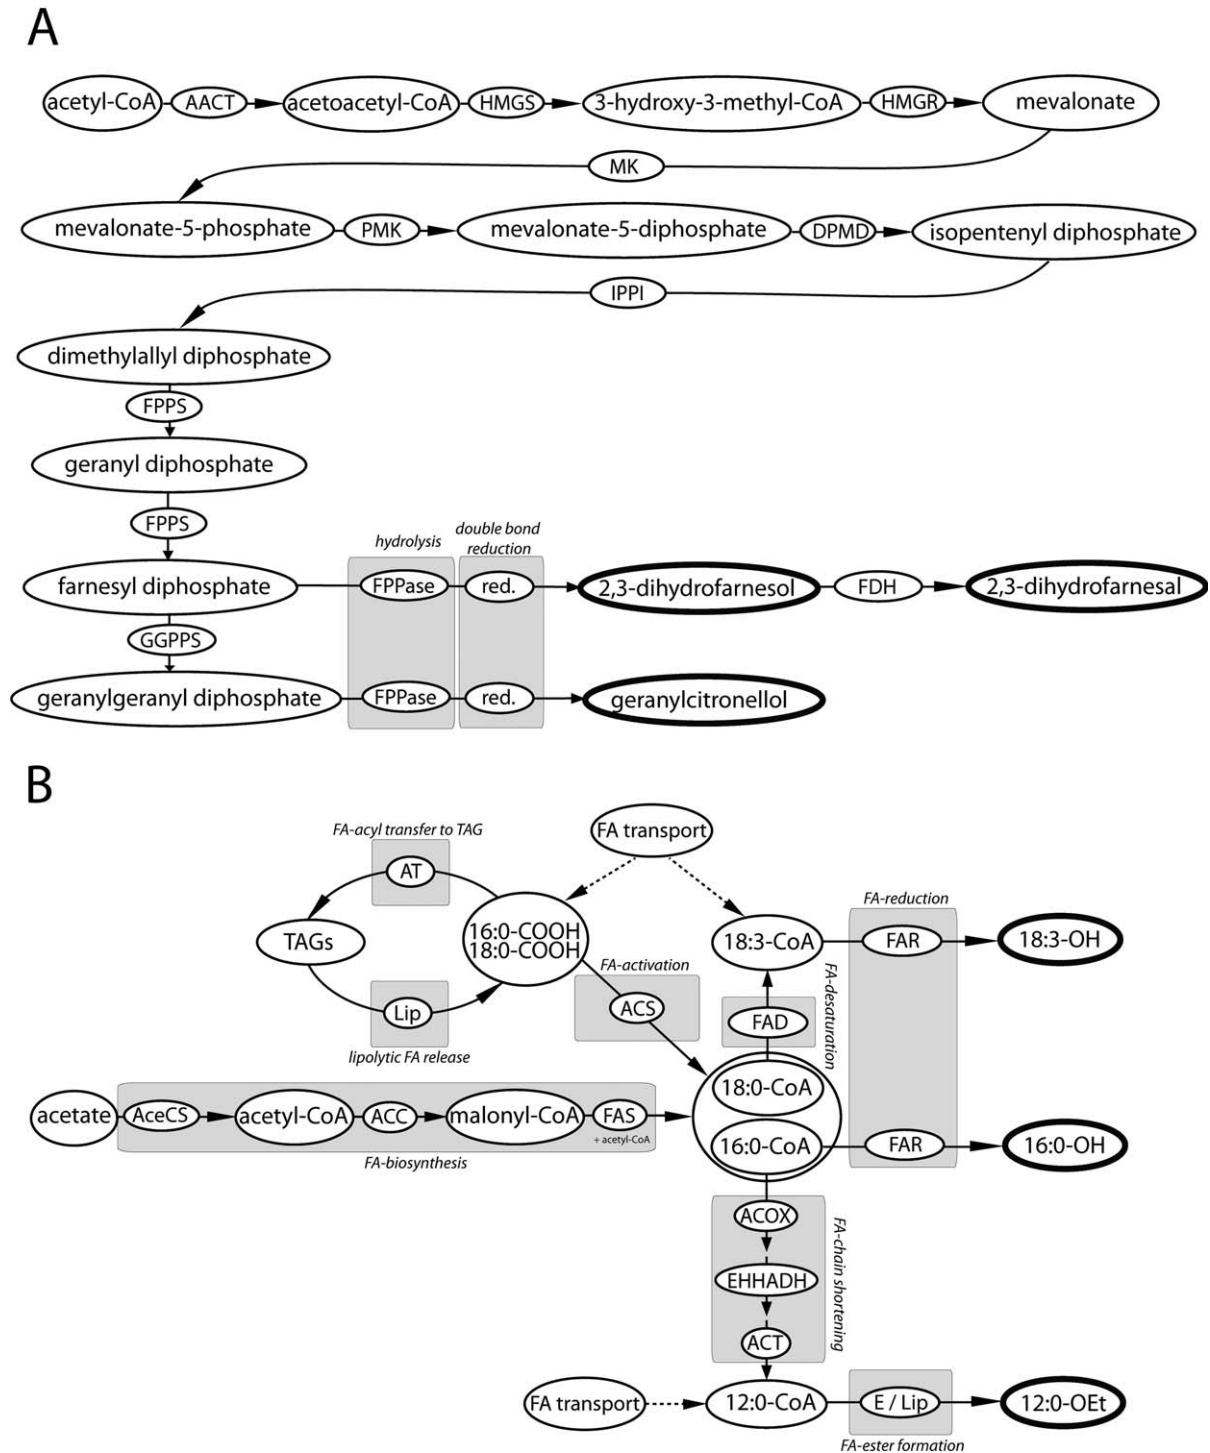 A
acetyl-CoA AACT acetoacetyl-CoA HMGS 3-hydroxy-3-methyl-CoA HMGR mevalonate
MK
mevalonate-5-phosphate PMK mevalonate-5-diphosphate DPMD isopentenyl diphosphate
IPPI
dimethylallyl diphosphate
FPPS
geranyl diphosphate
FPPS
hydrolysis
double bond
reduction
farnesyl diphosphate FPPase red. 2,3-dihydrofarnesol FDH 2,3-dihydrofarnesal
GGPPS
geranylgeranyl diphosphate FPPase red. geranylcitronellol
B
FA-acyl transfer to TAG
FA transport
AT
FA-reduction
TAGs
16:0-COOH
18:0-COOH
18:3-CoA FAR 18:3-OH
FA-activation
FA-desaturation
Lip
ACS
FAD
lipolytic FA release
18:0-CoA
acetate AceCS acetyl-CoA ACC malonyl-CoA FAS
+ acetyl-CoA
16:0-CoA FAR 16:0-OH
FA-biosynthesis
ACOX
FA-chain shortening
EHHADH
ACT
FA transport 12:0-CoA E / Lip 12:0-OEt
FA-ester formation